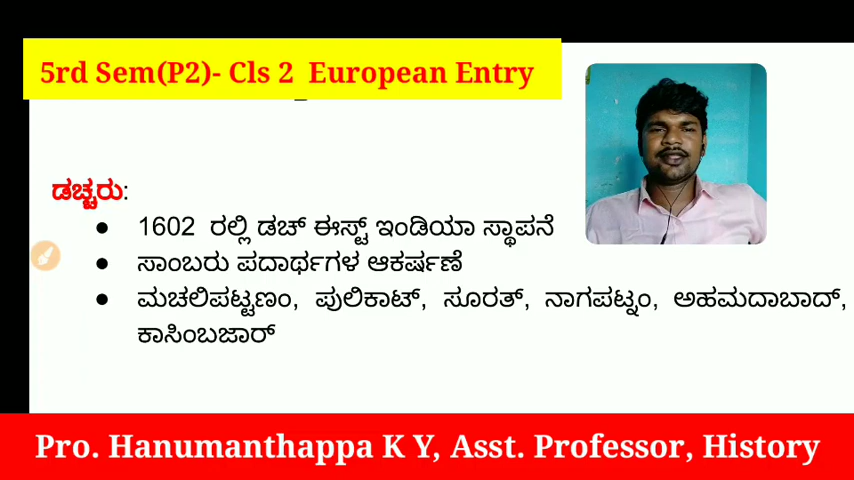 5rd Sem(P2)- Cls 2 European Entry
ಡಚ್ಚರು:
● 1602 ರಲ್ಲಿ ಡಚ್ ಈಸ್ಟ್ ಇಂಡಿಯಾ ಸ್ಥಾಪನೆ
● ಸಾಂಬರು ಪದಾರ್ಥಗಳ ಆಕರ್ಷಣೆ
● ಮಚಲಿಪಟ್ಟಣಂ, ಪುಲಿಕಾಟ್, ಸೂರತ್, ನಾಗಪಟ್ನಂ, ಅಹಮದಾಬಾದ್,
ಕಾಸಿಂಬಜಾರ್
Pro. Hanumanthappa K Y, Asst. Professor, History